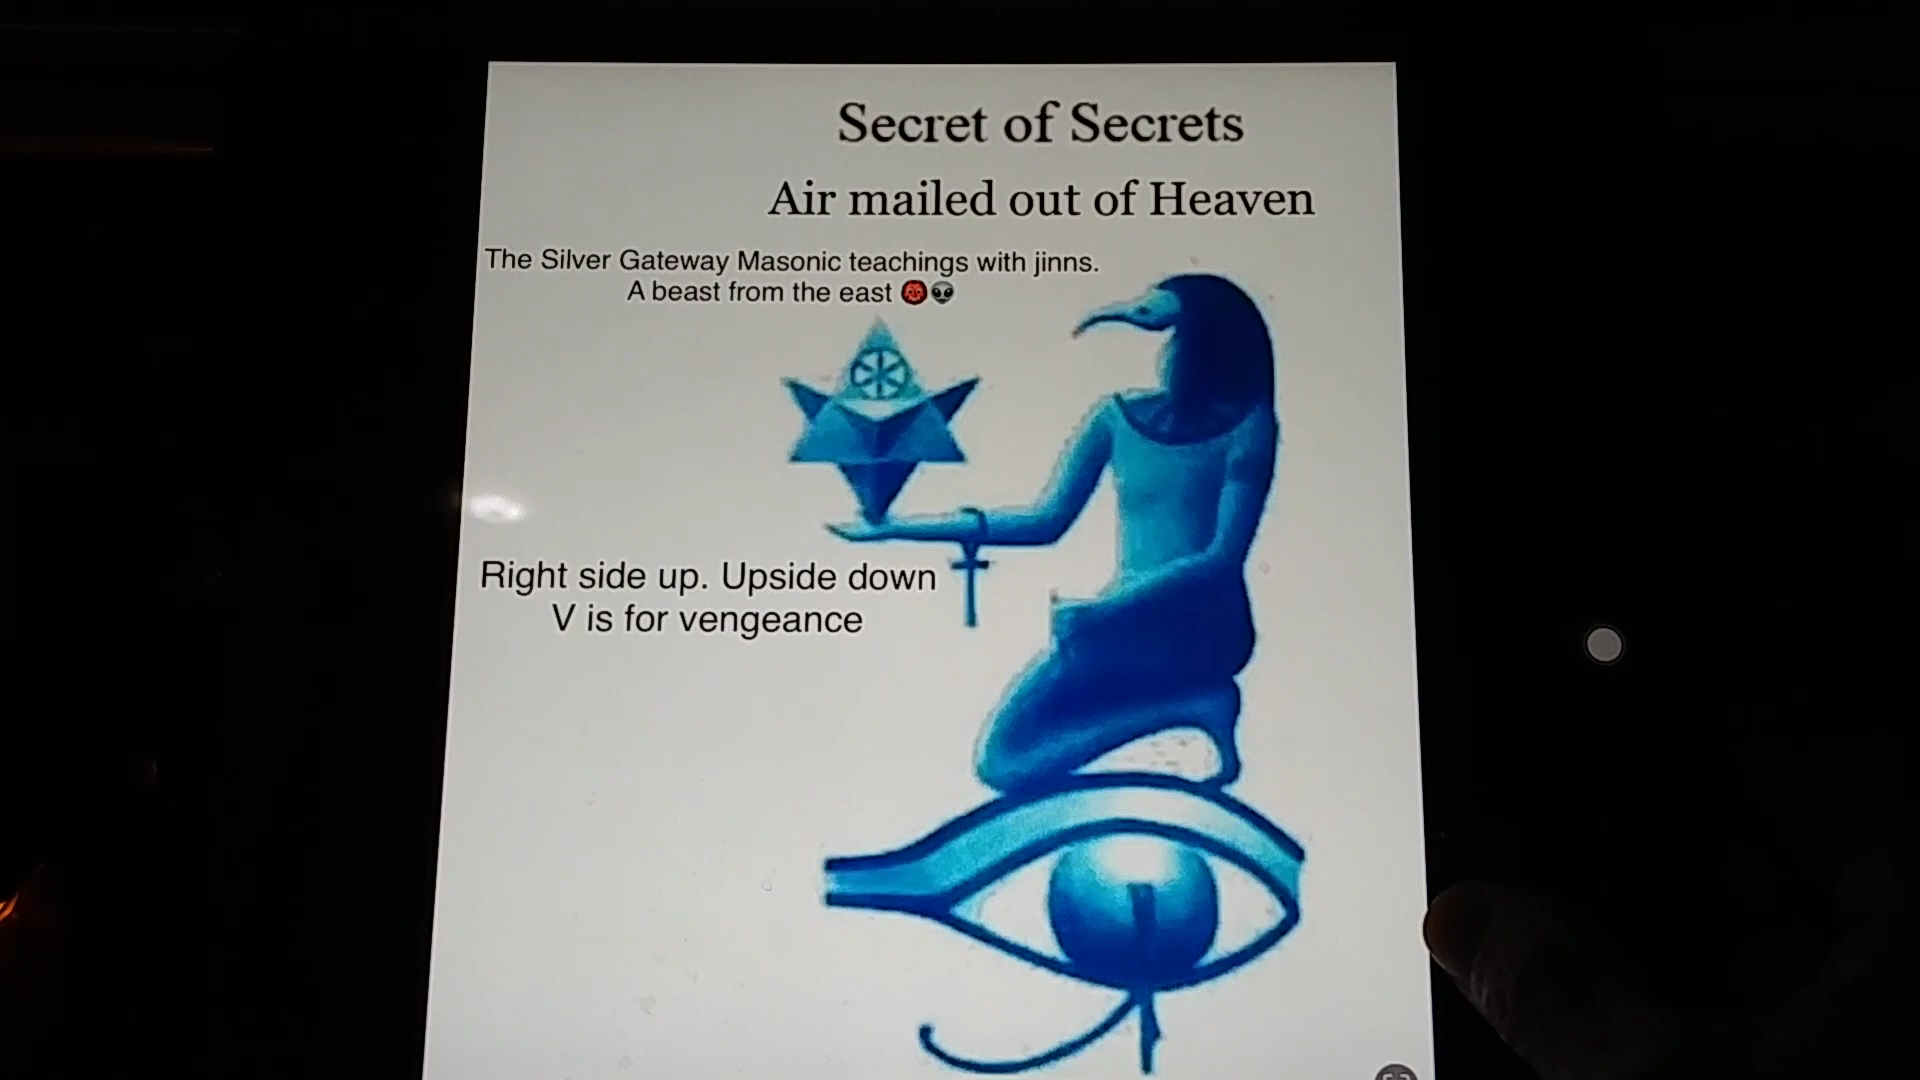 Secret of Secrets
Air mailed out of Heaven
The Silver Gateway Masonic teachings with jinns.
A beast from the east 👹👽
Right side up. Upside down
V is for vengeance